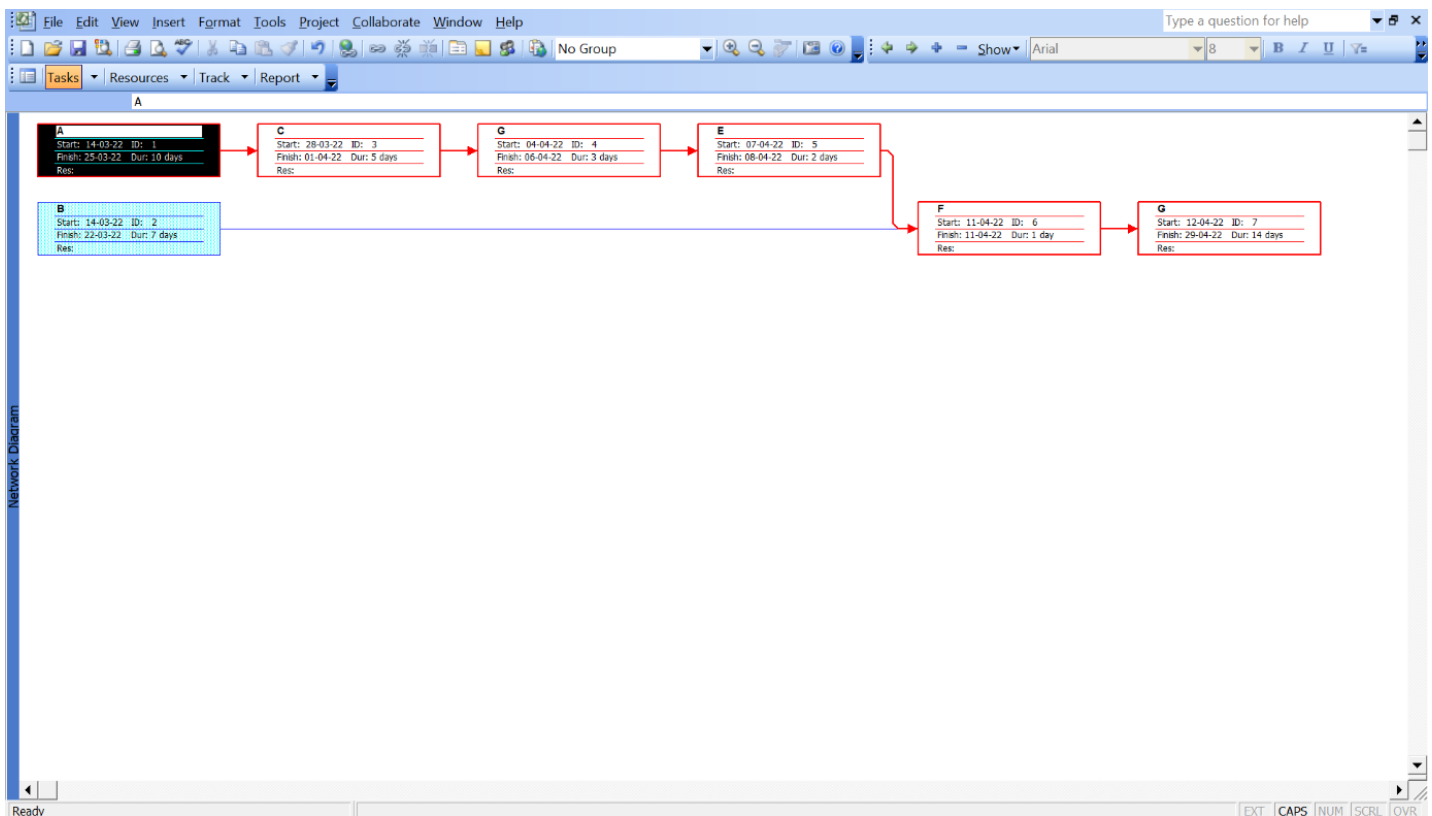 File Edit View Insert Format Tools Project Collaborate Window Help Type a question for help
No Group Show Arial 8 B I U
Tasks Resources Track Report
A
A
Start: 14-03-22 ID: 1
Finish: 25-03-22 Dur: 10 days
Res:
C
Start: 28-03-22 ID: 3
Finish: 01-04-22 Dur: 5 days
Res:
G
Start: 04-04-22 ID: 4
Finish: 06-04-22 Dur: 3 days
Res:
E
Start: 07-04-22 ID: 5
Finish: 08-04-22 Dur: 2 days
Res:
B
Start: 14-03-22 ID: 2
Finish: 22-03-22 Dur: 7 days
Res:
F
Start: 11-04-22 ID: 6
Finish: 11-04-22 Dur: 1 day
Res:
G
Start: 12-04-22 ID: 7
Finish: 29-04-22 Dur: 14 days
Res:
Network Diagram
Ready EXT CAPS NUM SCRL OVR